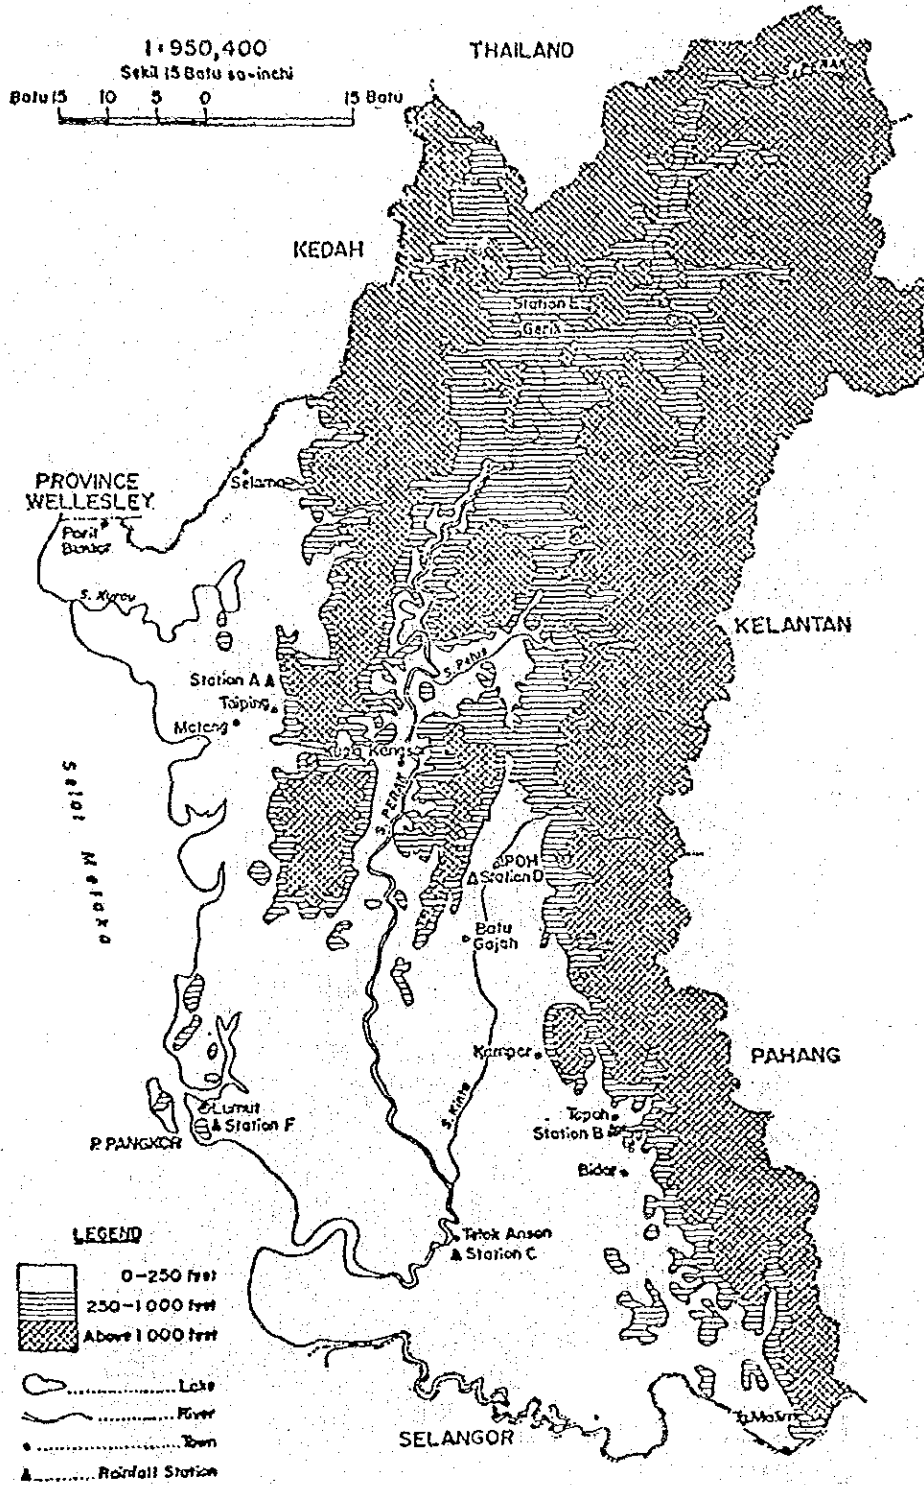 1:950,400
Sekil 15 Batu sa-inchi
Batu 15 10 5 0 15 Batu
THAILAND
S. PERAK
KEDAH
Station E
Gerik
PROVINCE
WELLESLEY
Selama
Parit
Buntar
S. Kurau
KELANTAN
S. Pelus
Station A
Taiping
Matang
Kuala Kangsar
S. PERAK
Selat Melaka
IPOH
Station D
Batu
Gajah
Kampar
PAHANG
S. Kinta
Tapah
Station B
Bidor
Lumut
Station F
P. PANGKOR
Telok Anson
Station C
LEGEND
0-250 feet
250-1000 feet
Above 1000 feet
Lake
River
Town
Rainfall Station
SELANGOR